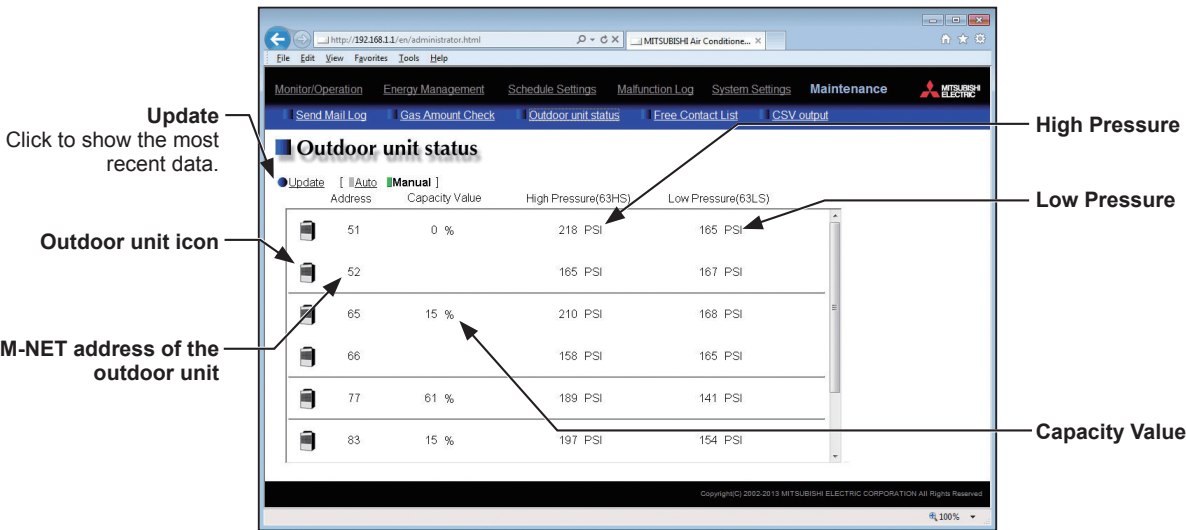 http://192.168.1.1/en/administrator.html
MITSUBISHI Air Conditione...
File Edit View Favorites Tools Help
Monitor/Operation Energy Management Schedule Settings Malfunction Log System Settings Maintenance
MITSUBISHI
ELECTRIC
Send Mail Log Gas Amount Check Outdoor unit status Free Contact List CSV output
Outdoor unit status
Update [ Auto Manual ]
Address Capacity Value High Pressure(63HS) Low Pressure(63LS)
51 0 % 218 PSI 165 PSI
52 165 PSI 167 PSI
65 15 % 210 PSI 168 PSI
66 158 PSI 165 PSI
77 61 % 189 PSI 141 PSI
83 15 % 197 PSI 154 PSI
Copyright(C) 2002-2013 MITSUBISHI ELECTRIC CORPORATION All Rights Reserved
100%
Update
Click to show the most
recent data.
Outdoor unit icon
M-NET address of the
outdoor unit
High Pressure
Low Pressure
Capacity Value